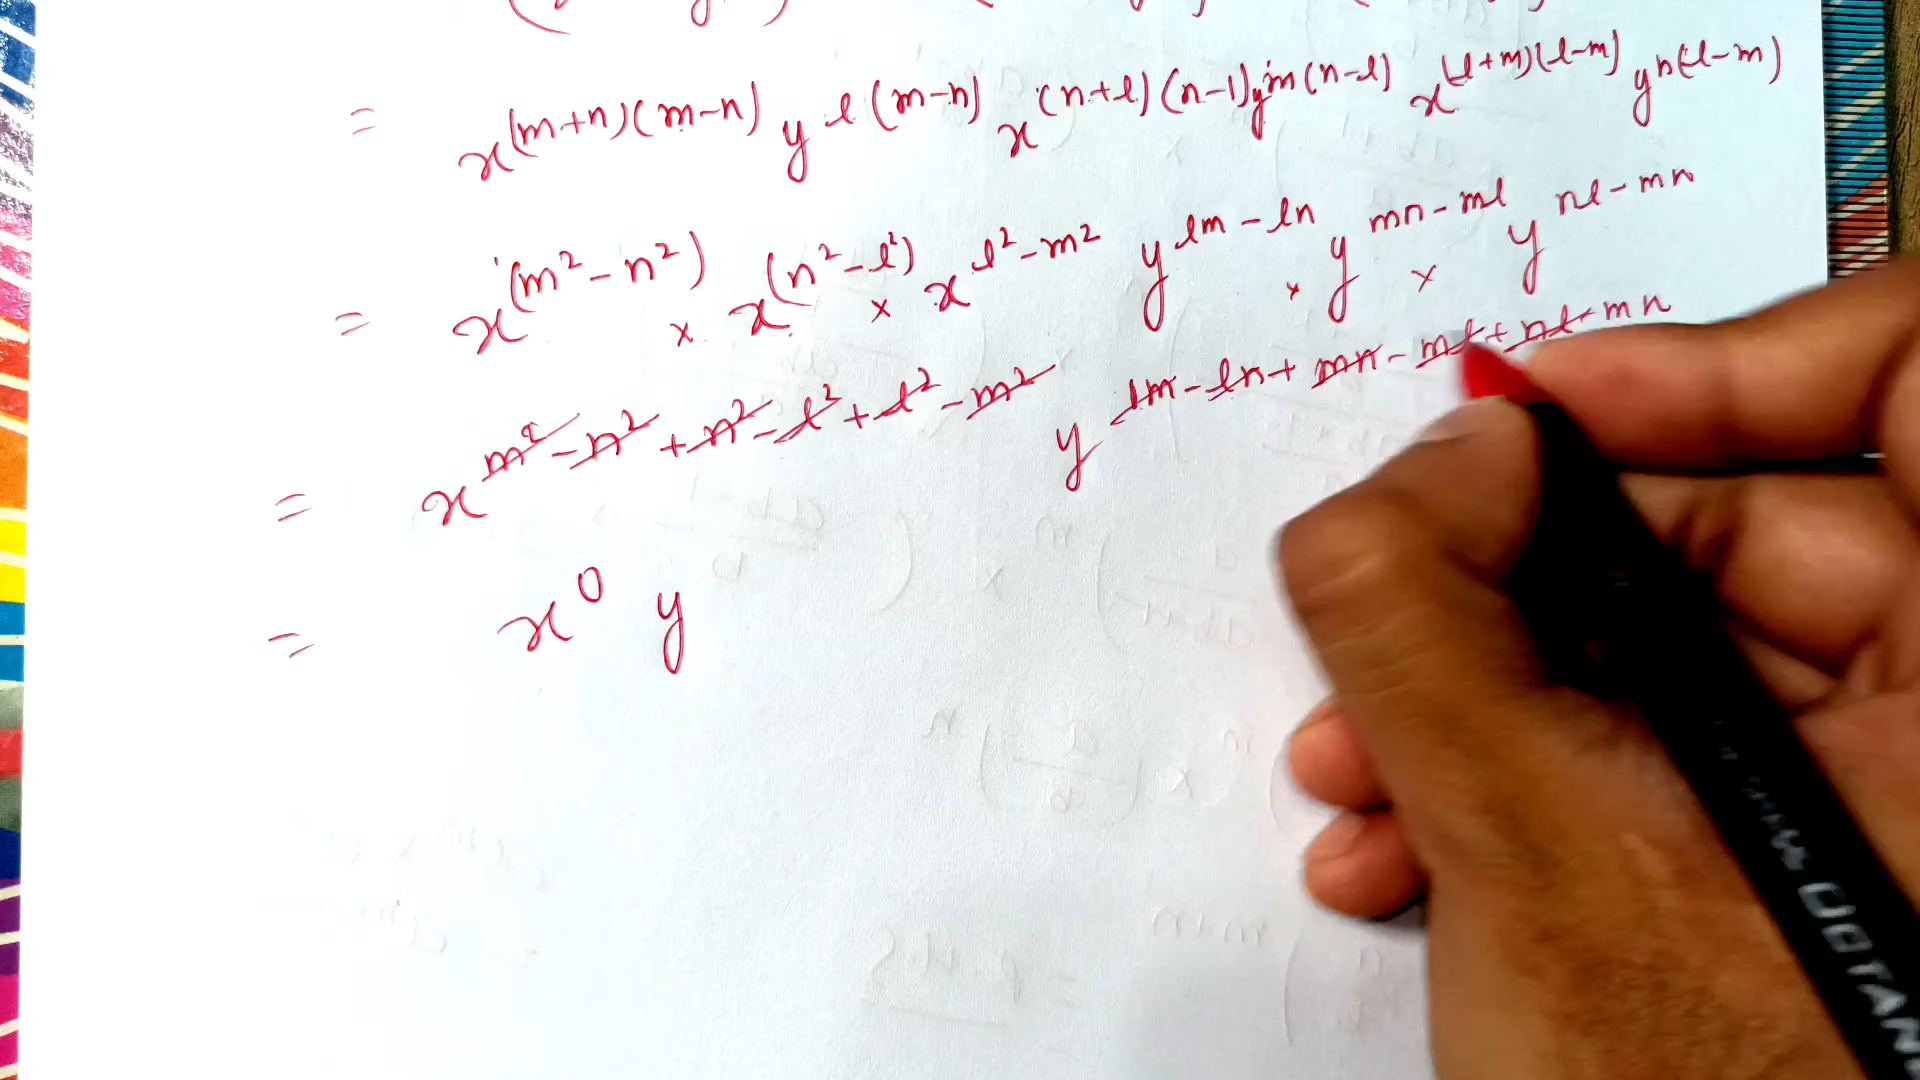 = x^(m+n)(m-n) y^l(m-n) x^(n+l)(n-l) y^m(n-l) x^(l+m)(l-m) y^n(l-m)
= x^(m²-n²) × x^(n²-l²) × x^l²-m² y^lm-ln × y^mn-ml × y^nl-mn
= x^m²-n²+n²-l²+l²-m² y^lm-ln+mn-ml+nl-mn
= x^0 y